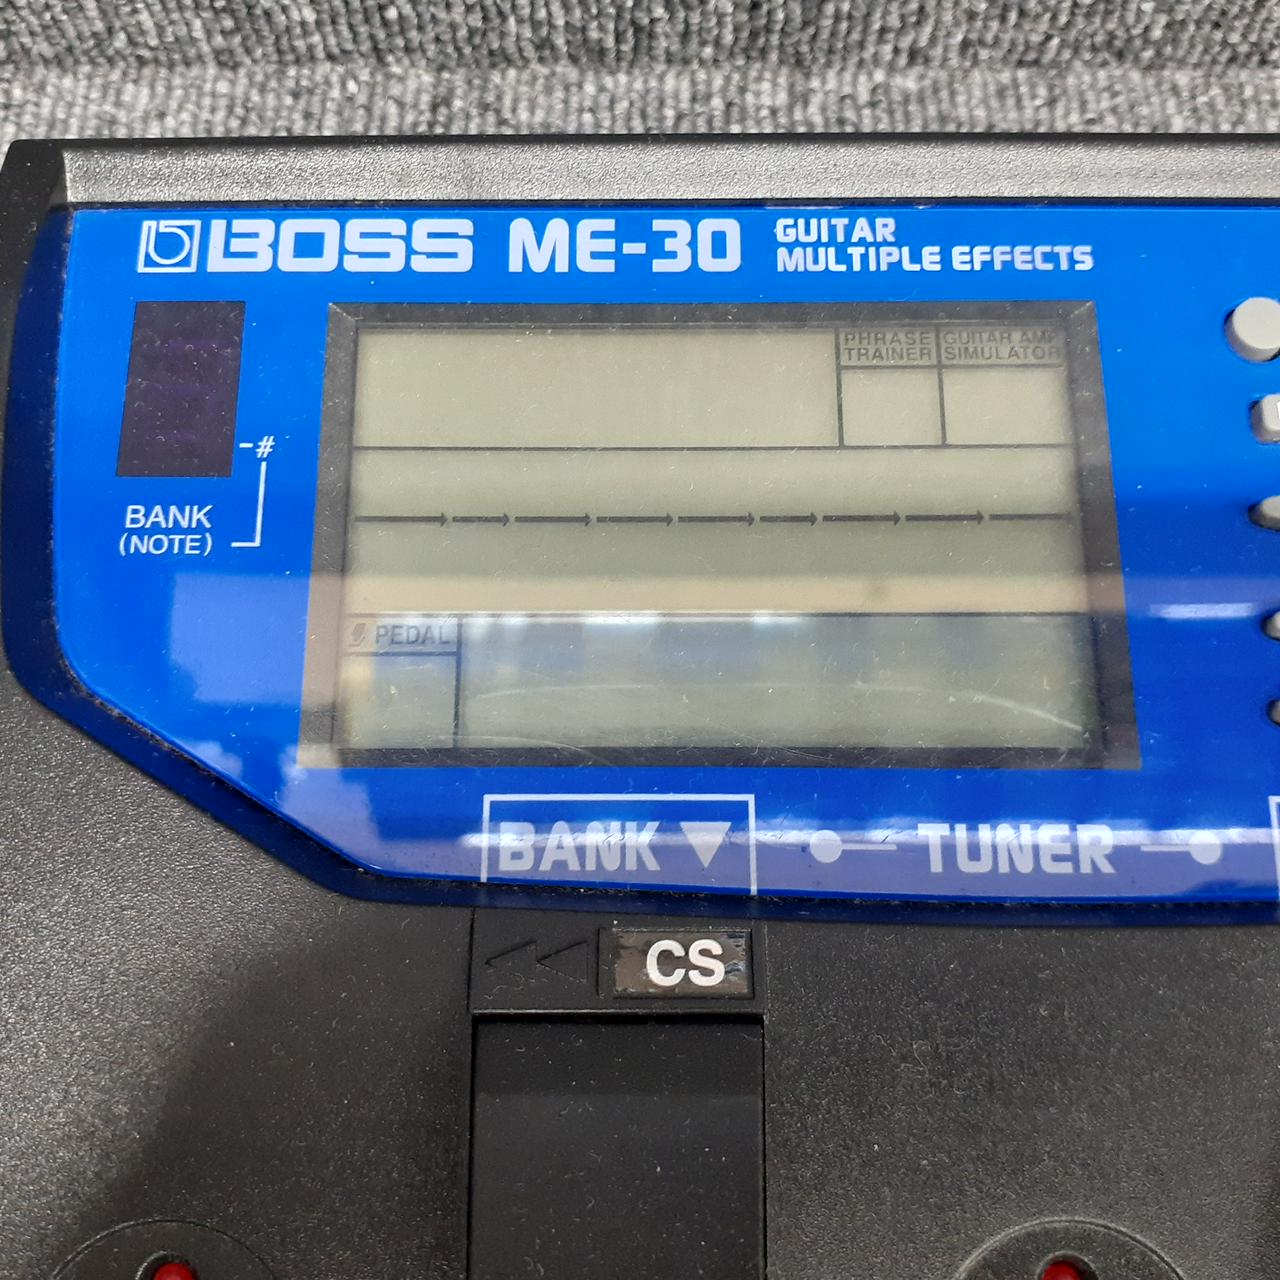 BOSS ME-30 GUITAR MULTIPLE EFFECTS
PHRASE TRAINER
GUITAR AMP SIMULATOR
-#
BANK
(NOTE)
PEDAL
BANK ▼
TUNER
CS